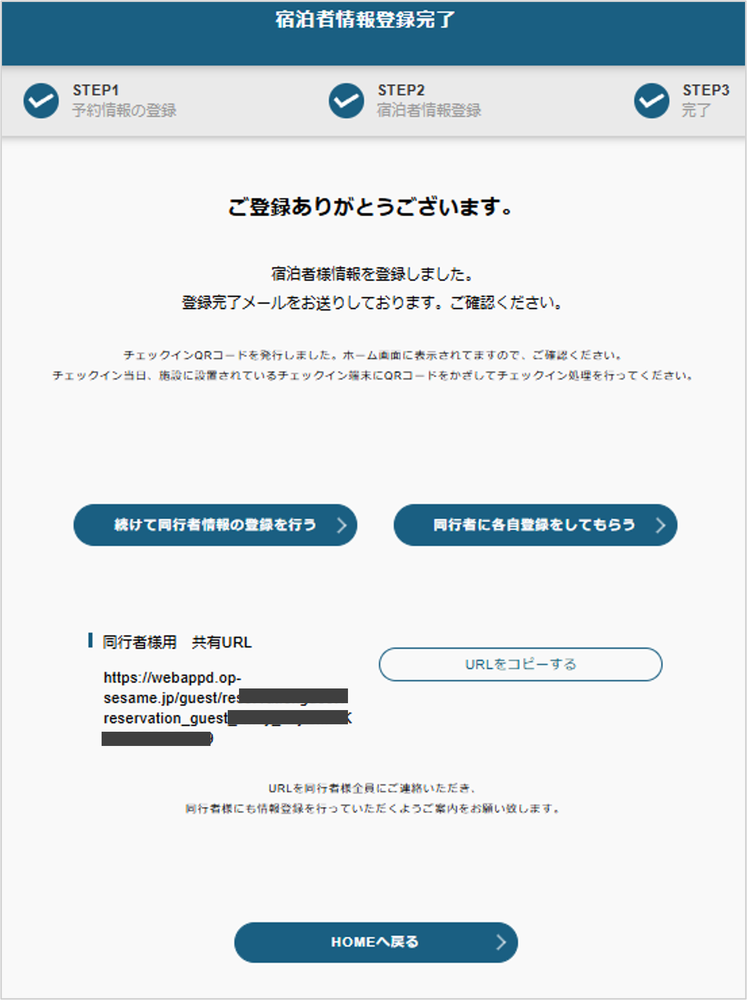 宿泊者情報登録完了
STEP1
予約情報の登録
STEP2
宿泊者情報登録
STEP3
完了
ご登録ありがとうございます。
宿泊者様情報を登録しました。
登録完了メールをお送りしております。ご確認ください。
チェックインQRコードを発行しました。ホーム画面に表示されてますので、ご確認ください。
チェックイン当日、施設に設置されているチェックイン端末にQRコードをかざしてチェックイン処理を行ってください。
続けて同行者情報の登録を行う
同行者に各自登録をしてもらう
同行者様用　共有URL
URLをコピーする
https://webappd.op-
sesame.jp/guest/res
reservation_guest_
URLを同行者様全員にご連絡いただき、
同行者様にも情報登録を行っていただくようご案内をお願い致します。
HOMEへ戻る